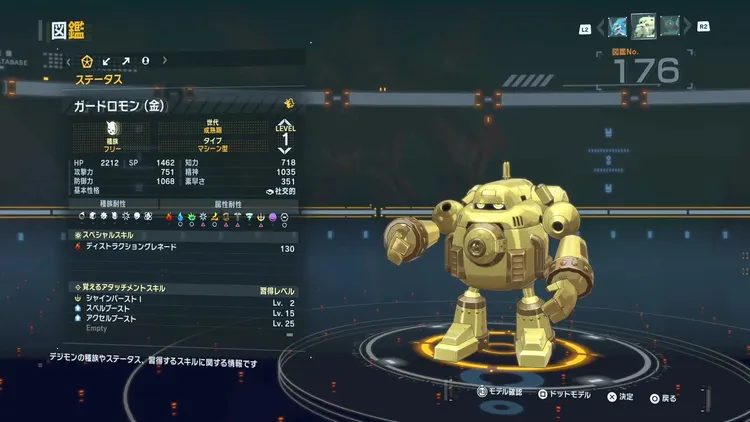 図鑑
DATABASE
L2
R2
図鑑No.
176
ステータス
ガードロモン（金）
種族
フリー
世代
成熟期
タイプ
マシーン型
LEVEL
1
HP 2212 SP 1462 知力 718
攻撃力 751 精神 1035
防御力 1068 素早さ 351
基本性格 社交的
種族耐性 属性耐性
スペシャルスキル
ディストラクショングレネード 130
覚えるアタッチメントスキル 習得レベル
シャインバーストⅠ Lv. 2
スペルブースト Lv. 15
アクセルブースト Lv. 25
Empty
デジモンの種族やステータス、習得するスキルに関する情報です
R3 モデル確認 ドットモデル 決定 戻る